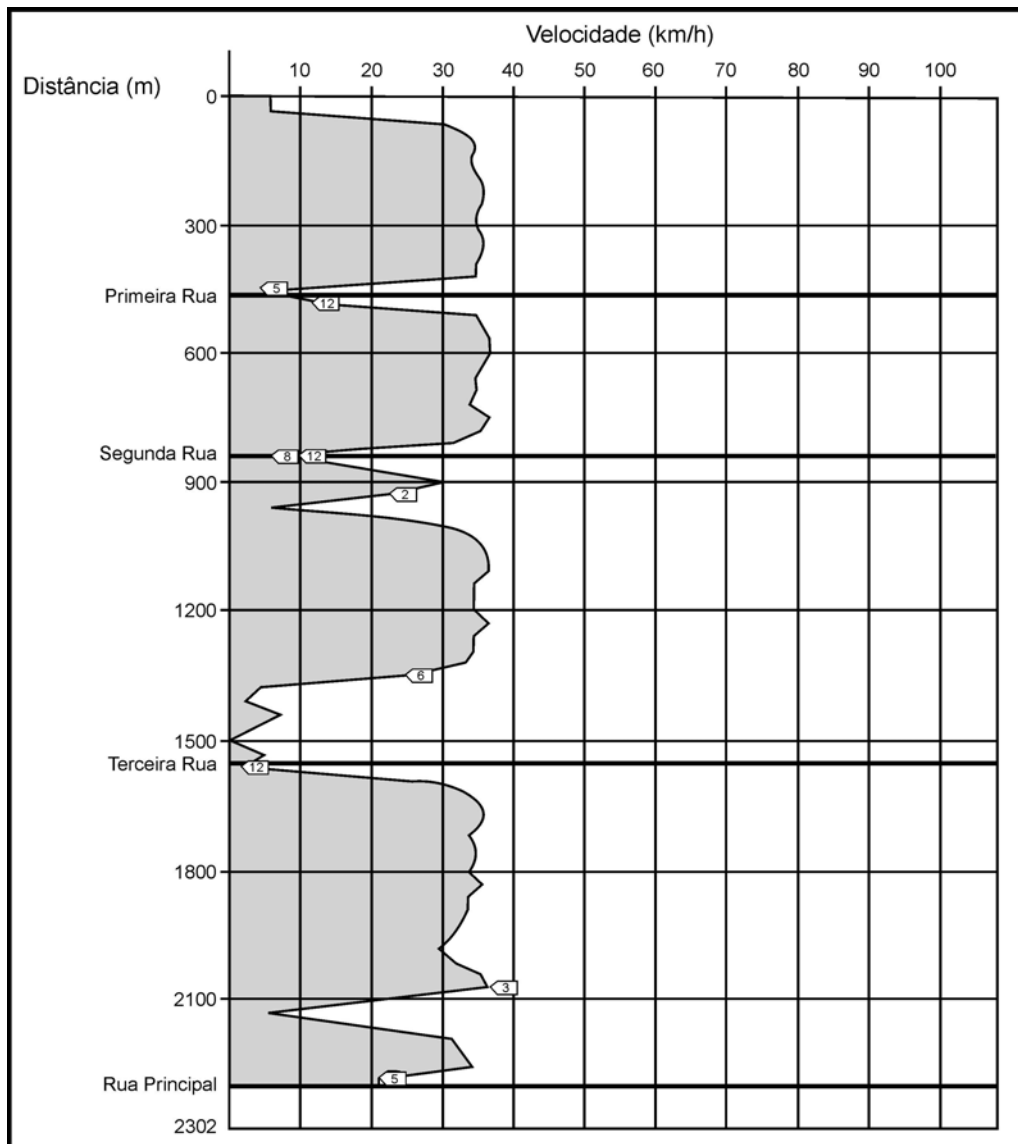 Velocidade (km/h)
Distância (m)
10 20 30 40 50 60 70 80 90 100
0
300
5
Primeira Rua
12
600
Segunda Rua 8 12
900
2
1200
6
1500
Terceira Rua
12
1800
3
2100
5
Rua Principal
2302